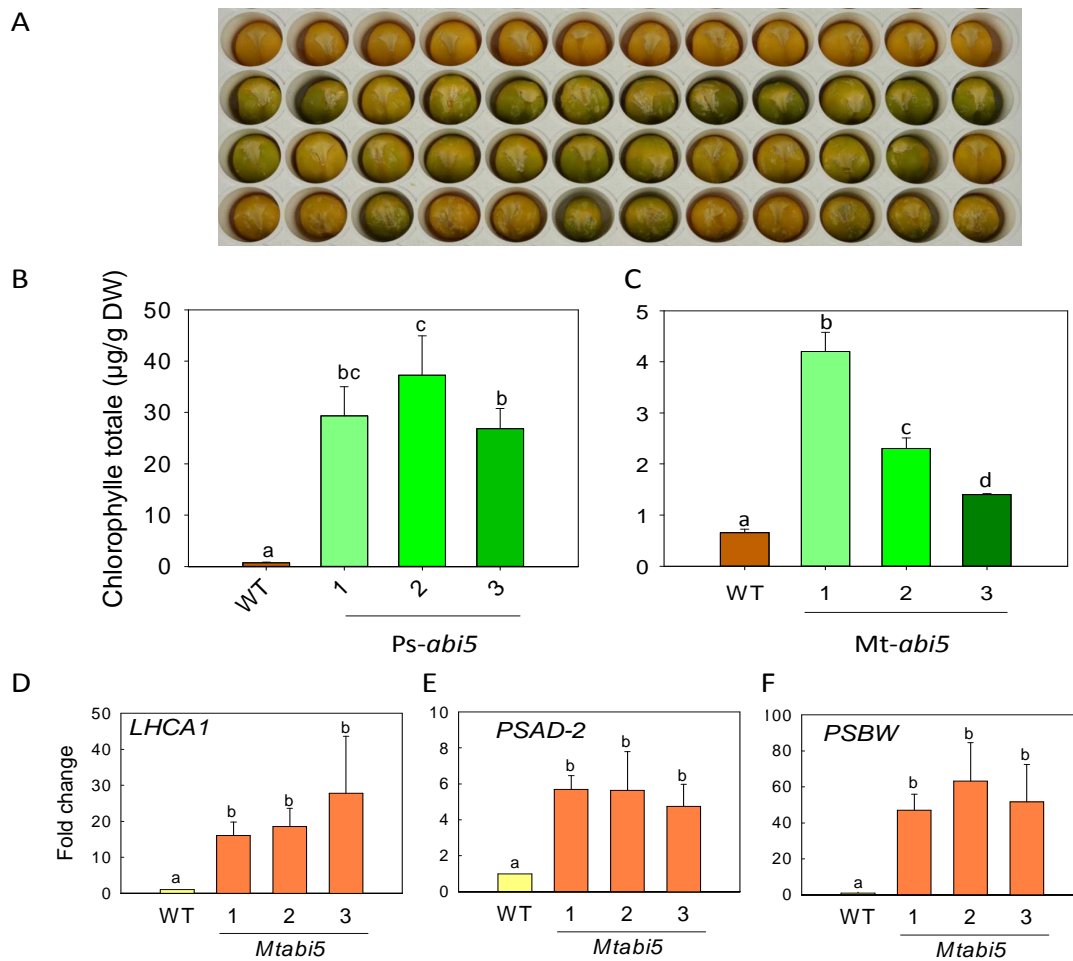 A
B
C
Chlorophylle totale (µg/g DW)
50
40
30
20
10
0
a
bc
c
b
WT
1
2
3
Ps-abi5
5
4
3
2
1
0
a
b
c
d
WT
1
2
3
Mt-abi5
D
E
F
Fold change
LHCA1
50
40
30
20
10
0
a
b
b
b
WT
1
2
3
Mtabi5
PSAD-2
10
8
6
4
2
0
a
b
b
b
WT
1
2
3
Mtabi5
PSBW
100
80
60
40
20
0
a
b
b
b
WT
1
2
3
Mtabi5